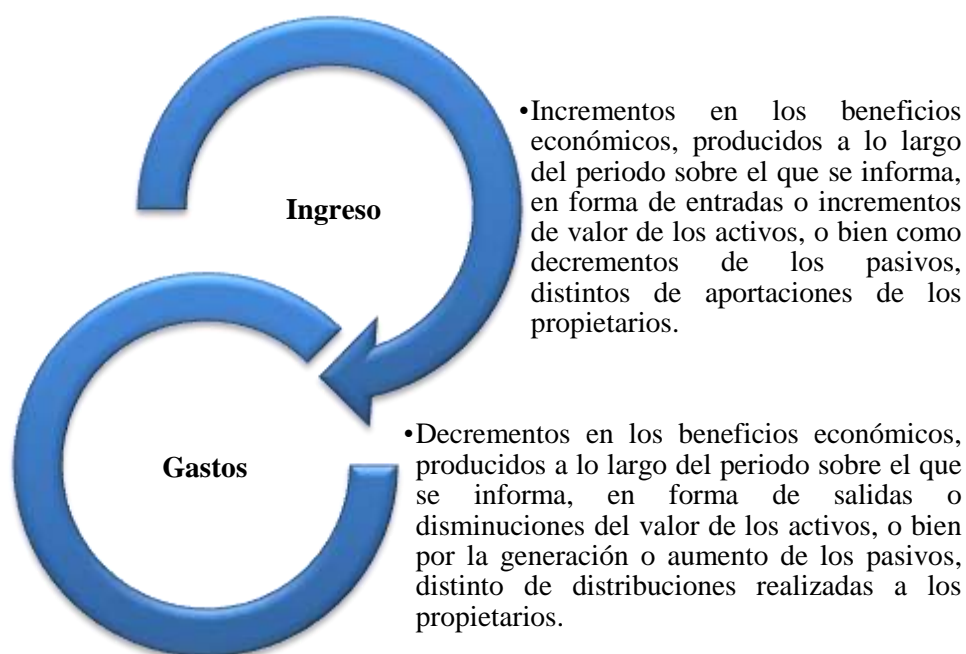 Ingreso
•Incrementos en los beneficios
económicos, producidos a lo largo
del periodo sobre el que se informa,
en forma de entradas o incrementos
de valor de los activos, o bien como
decrementos de los pasivos,
distintos de aportaciones de los
propietarios.
Gastos
•Decrementos en los beneficios económicos,
producidos a lo largo del periodo sobre el que
se informa, en forma de salidas o
disminuciones del valor de los activos, o bien
por la generación o aumento de los pasivos,
distinto de distribuciones realizadas a los
propietarios.